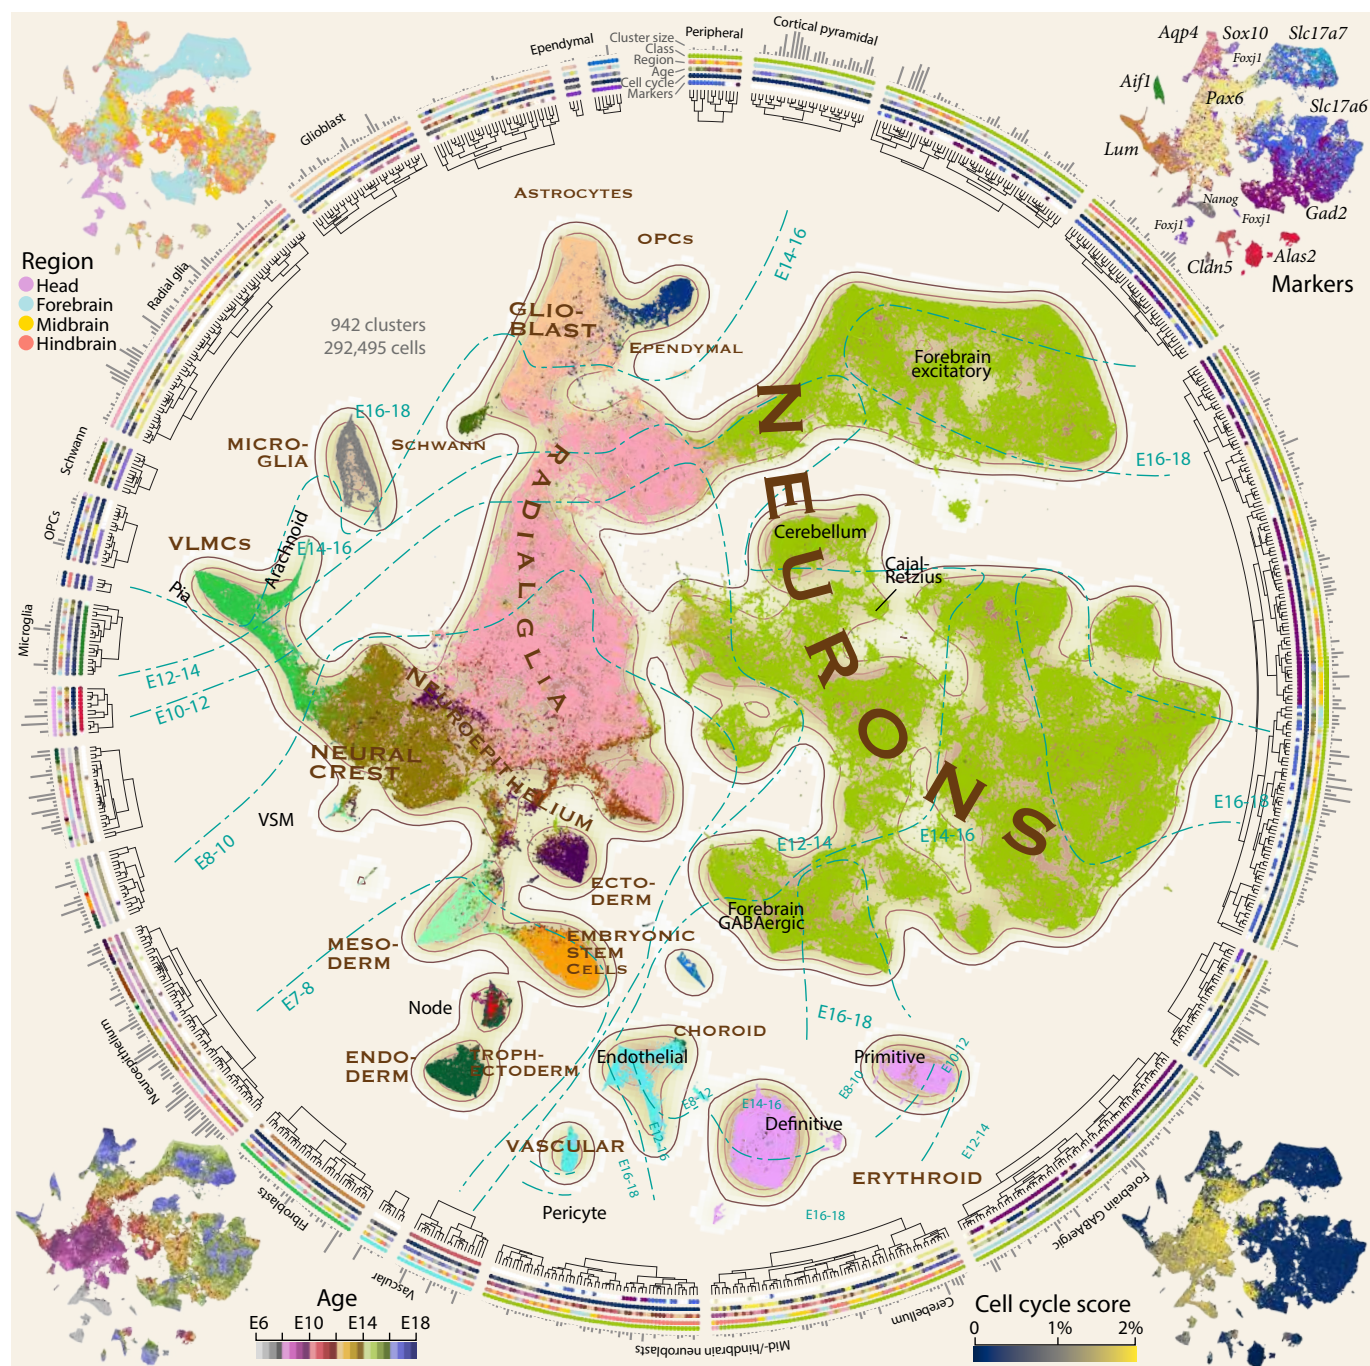 Ependymal
Cluster size
Class
Region
Age
Cell cycle
Markers
Peripheral
Cortical pyramidal
Aqp4
Sox10
Slc17a7
Foxj1
Aif1
Pax6
Slc17a6
Lum
Nanog
Foxj1
Foxj1
Gad2
Cldn5
Alas2
Markers
Glioblast
Region
Head
Forebrain
Midbrain
Hindbrain
Radial glia
Schwann
OPCs
Microglia
942 clusters
292,495 cells
ASTROCYTES
OPCs
GLIO-
BLAST
EPENDYMAL
E14-16
Forebrain
excitatory
E16-18
MICRO-
GLIA
SCHWANN
E16-18
NEURONS
RADIAL GLIA
VLMCs
Pia
Arachnoid
E14-16
Cerebellum
Cajal-
Retzius
E12-14
E10-12
NEUROEPITHELIUM
NEURAL
CREST
VSM
E8-10
E16-18
E12-14
E14-16
ECTO-
DERM
Forebrain
GABAergic
MESO-
DERM
EMBRYONIC
STEM
CELLS
E7-8
Node
E16-18
ENDO-
DERM
TROPH-
ECTODERM
CHOROID
Endothelial
Primitive
E10-12
E8-10
E8-12
E14-16
Definitive
E12-16
E12-14
VASCULAR
E16-18
ERYTHROID
Pericyte
E16-18
Neuroepithelium
Fibroblasts
Vascular
Mid-/hindbrain neuroblasts
Cerebellum
Forebrain GABAergic
Age
E6 E10 E14 E18
Cell cycle score
0 1% 2%